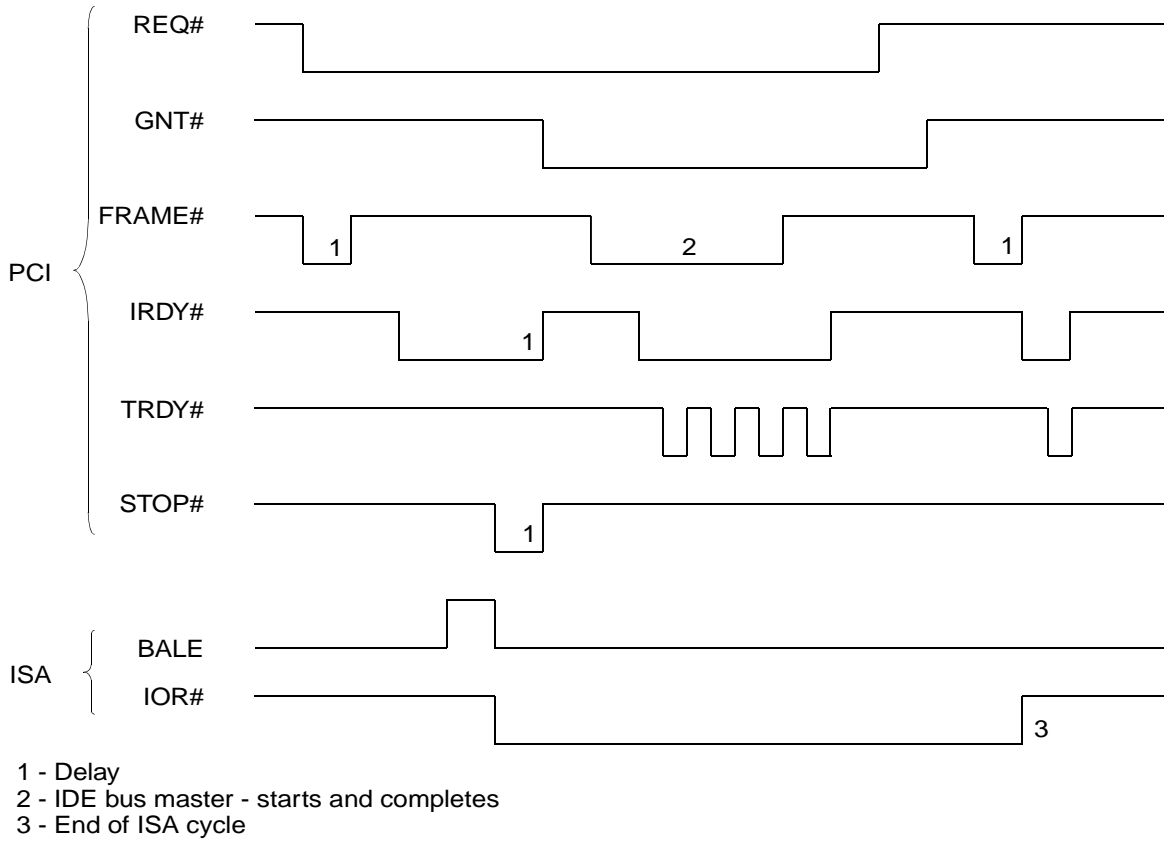 REQ#
GNT#
FRAME#
1
2
1
PCI
IRDY#
1
TRDY#
STOP#
1
BALE
ISA
IOR#
3
1 - Delay
2 - IDE bus master - starts and completes
3 - End of ISA cycle